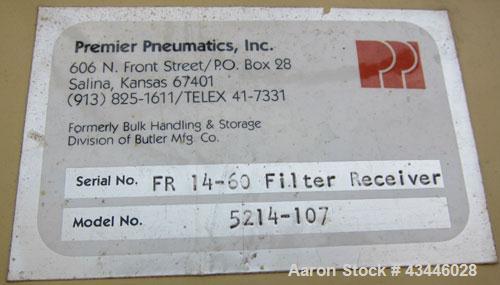 Premier Pneumatics, Inc.
606 N. Front Street/P.O. Box 28
Salina, Kansas 67401
(913) 825-1611/TELEX 41-7331
PPI
Formerly Bulk Handling & Storage
Division of Butler Mfg. Co.
Serial No. FR 14-60 Filter Receiver
Model No. 5214-107
Aaron Stock # 43446028